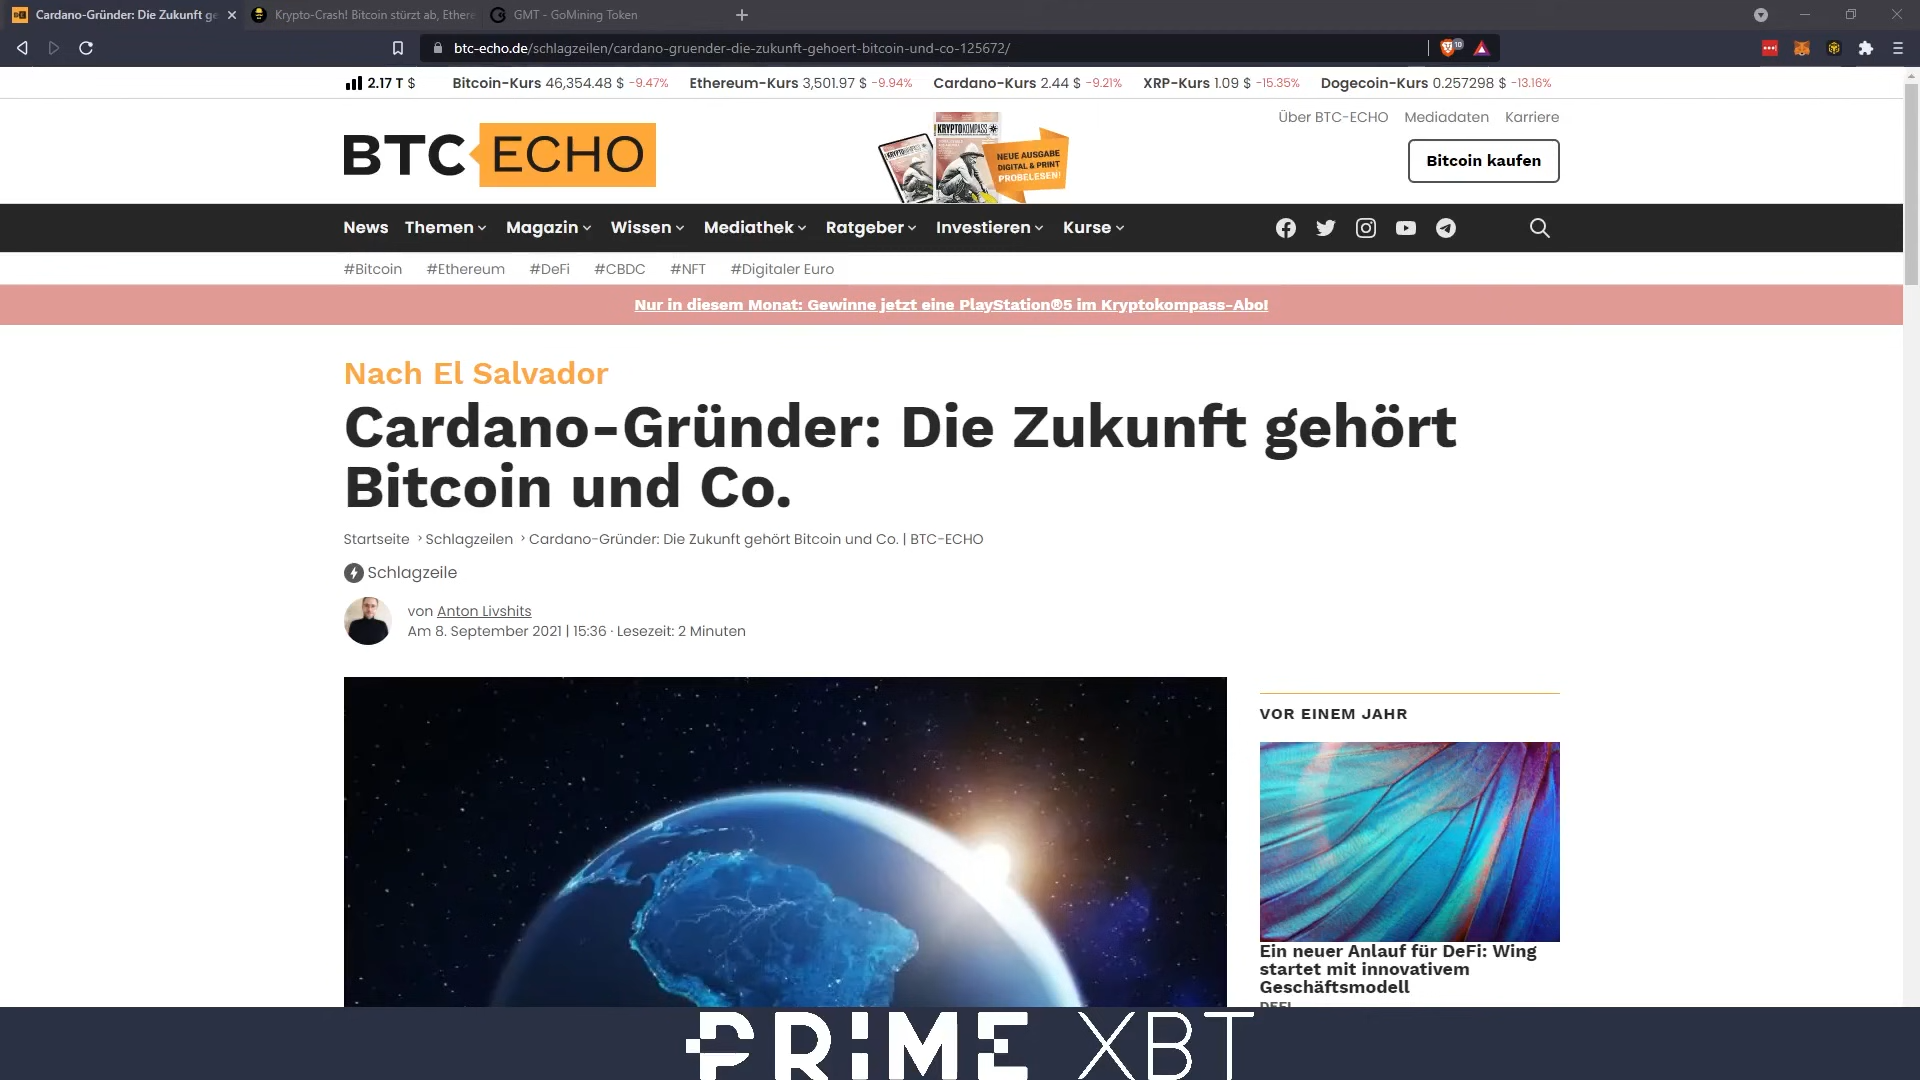 Cardano-Gründer: Die Zukunft ge
Krypto-Crash! Bitcoin stürzt ab, Ethere
GMT - GoMining Token
btc-echo.de/schlagzeilen/cardano-gruender-die-zukunft-gehoert-bitcoin-und-co-125672/
10
2.17 T $
Bitcoin-Kurs 46,354.48 $ -9.47%
Ethereum-Kurs 3,501.97 $ -9.94%
Cardano-Kurs 2.44 $ -9.21%
XRP-Kurs 1.09 $ -15.35%
Dogecoin-Kurs 0.257298 $ -13.16%
Über BTC-ECHO Mediadaten Karriere
BTC ECHO
KRYPTOKOMPASS
NEUE AUSGABE
DIGITAL & PRINT
PROBELESEN!
Bitcoin kaufen
News Themen Magazin Wissen Mediathek Ratgeber Investieren Kurse
#Bitcoin #Ethereum #DeFi #CBDC #NFT #Digitaler Euro
Nur in diesem Monat: Gewinne jetzt eine PlayStation®5 im Kryptokompass-Abo!
Nach El Salvador
Cardano-Gründer: Die Zukunft gehört
Bitcoin und Co.
Startseite › Schlagzeilen › Cardano-Gründer: Die Zukunft gehört Bitcoin und Co. | BTC-ECHO
Schlagzeile
von Anton Livshits
Am 8. September 2021 | 15:36 · Lesezeit: 2 Minuten
VOR EINEM JAHR
Ein neuer Anlauf für DeFi: Wing
startet mit innovativem
Geschäftsmodell
DEFI
PRIME XBT